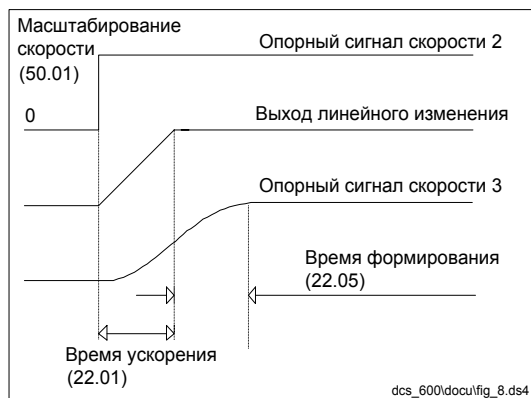 Масштабирование
скорости
(50.01)
Опорный сигнал скорости 2
0
Выход линейного изменения
Опорный сигнал скорости 3
Время формирования
(22.05)
Время ускорения
(22.01)
dcs_600\docu\fig_8.ds4